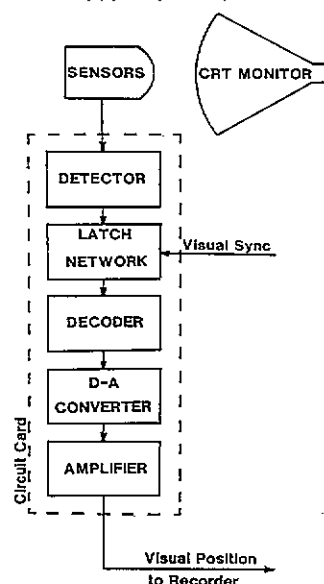 SENSORS
CRT MONITOR
DETECTOR
LATCH
NETWORK
Visual Sync
DECODER
D-A
CONVERTER
Circuit Card
AMPLIFIER
Visual Position
to Recorder